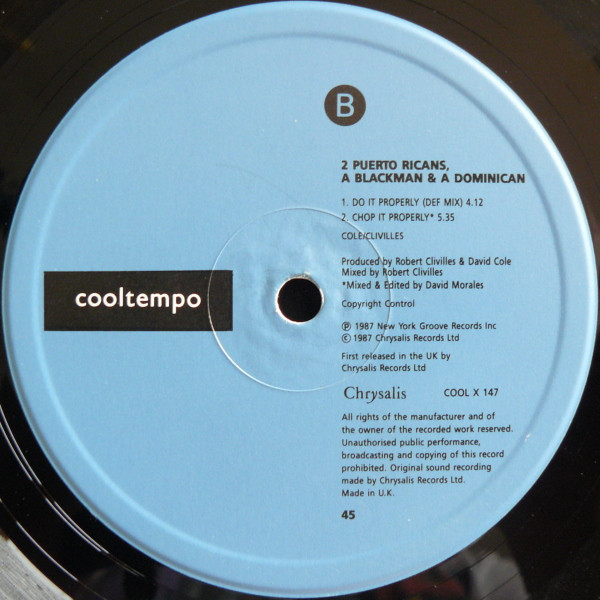 B
2 PUERTO RICANS,
A BLACKMAN & A DOMINICAN
1. DO IT PROPERLY (DEF MIX) 4.12
2. CHOP IT PROPERLY* 5.35
COLE/CLIVILLES
Produced by Robert Clivilles & David Cole
Mixed by Robert Clivilles
*Mixed & Edited by David Morales
cooltempo
Copyright Control
℗ 1987 New York Groove Records Inc
© 1987 Chrysalis Records Ltd
First released in the UK by
Chrysalis Records Ltd
Chrysalis COOL X 147
All rights of the manufacturer and of
the owner of the recorded work reserved.
Unauthorised public performance,
broadcasting and copying of this record
prohibited. Original sound recording
made by Chrysalis Records Ltd.
Made in U.K.
45